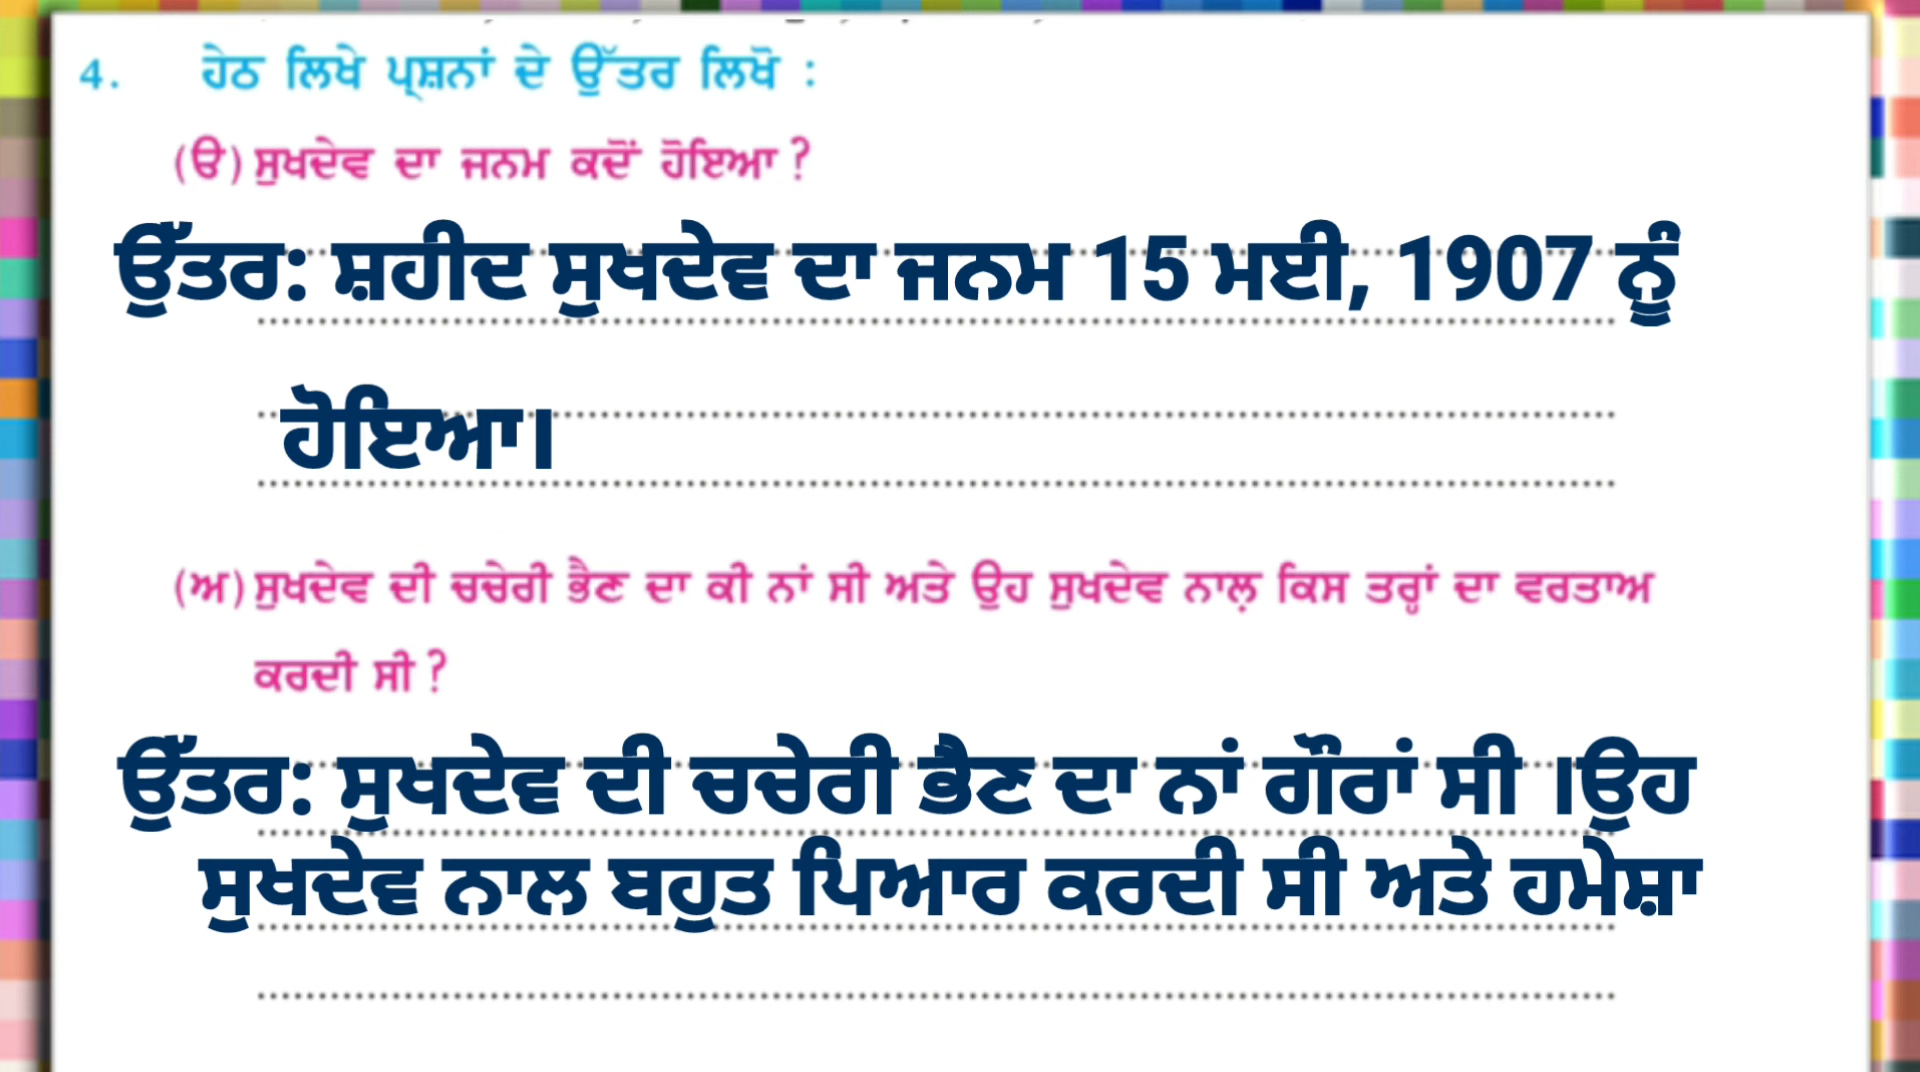 4. ਹੇਠ ਲਿਖੇ ਪ੍ਰਸ਼ਨਾਂ ਦੇ ਉੱਤਰ ਲਿਖੋ :
(ੳ) ਸੁਖਦੇਵ ਦਾ ਜਨਮ ਕਦੋਂ ਹੋਇਆ ?
ਉੱਤਰ: ਸ਼ਹੀਦ ਸੁਖਦੇਵ ਦਾ ਜਨਮ 15 ਮਈ, 1907 ਨੂੰ
ਹੋਇਆ।
(ਅ) ਸੁਖਦੇਵ ਦੀ ਚਚੇਰੀ ਭੈਣ ਦਾ ਕੀ ਨਾਂ ਸੀ ਅਤੇ ਉਹ ਸੁਖਦੇਵ ਨਾਲ਼ ਕਿਸ ਤਰ੍ਹਾਂ ਦਾ ਵਰਤਾਅ
ਕਰਦੀ ਸੀ ?
ਉੱਤਰ: ਸੁਖਦੇਵ ਦੀ ਚਚੇਰੀ ਭੈਣ ਦਾ ਨਾਂ ਗੌਰਾਂ ਸੀ ।ਉਹ
ਸੁਖਦੇਵ ਨਾਲ ਬਹੁਤ ਪਿਆਰ ਕਰਦੀ ਸੀ ਅਤੇ ਹਮੇਸ਼ਾ